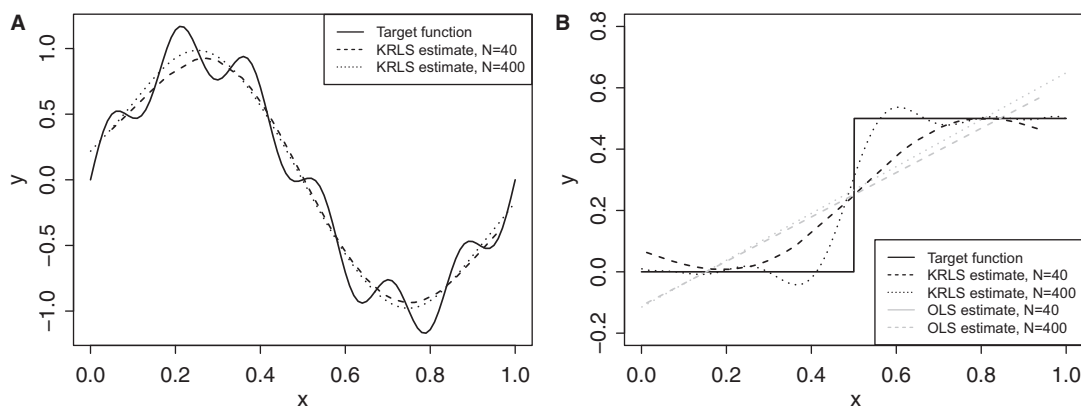 A
Target function
KRLS estimate, N=40
KRLS estimate, N=400
y
1.0
0.5
0.0
−0.5
−1.0
0.0 0.2 0.4 0.6 0.8 1.0
x
B
y
0.8
0.6
0.4
0.2
0.0
−0.2
Target function
KRLS estimate, N=40
KRLS estimate, N=400
OLS estimate, N=40
OLS estimate, N=400
0.0 0.2 0.4 0.6 0.8 1.0
x